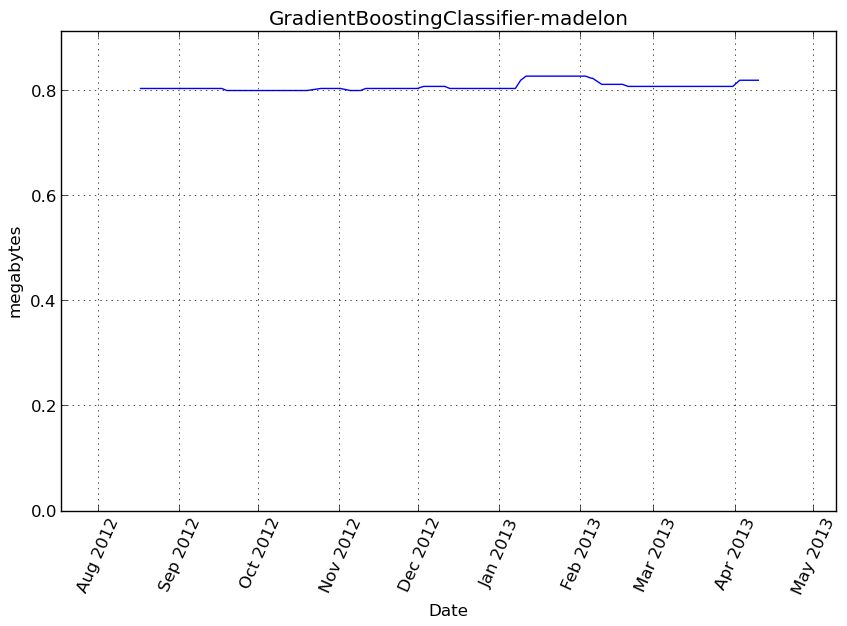 GradientBoostingClassifier-madelon
megabytes
0.8
0.6
0.4
0.2
0.0
Aug 2012
Sep 2012
Oct 2012
Nov 2012
Dec 2012
Jan 2013
Feb 2013
Mar 2013
Apr 2013
May 2013
Date